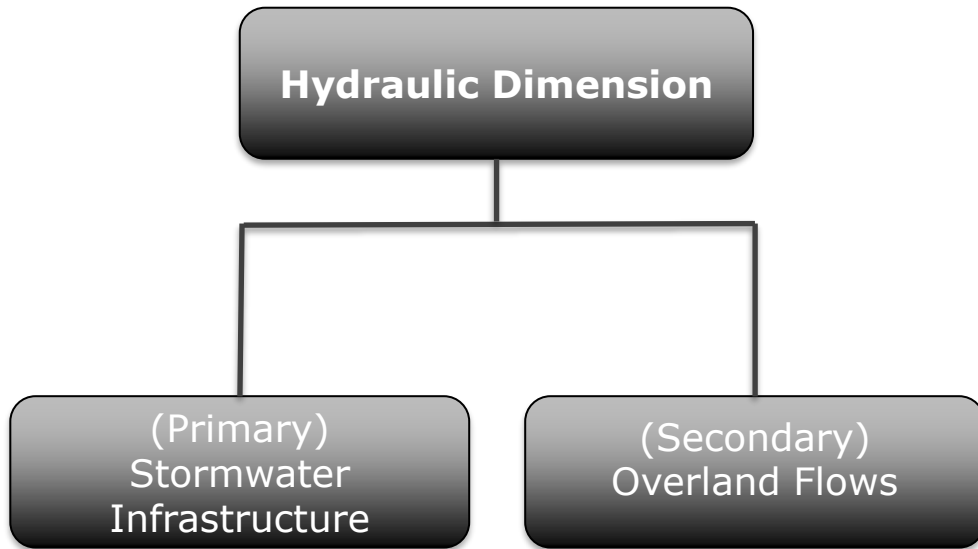 Hydraulic Dimension
(Primary)
Stormwater
Infrastructure
(Secondary)
Overland Flows